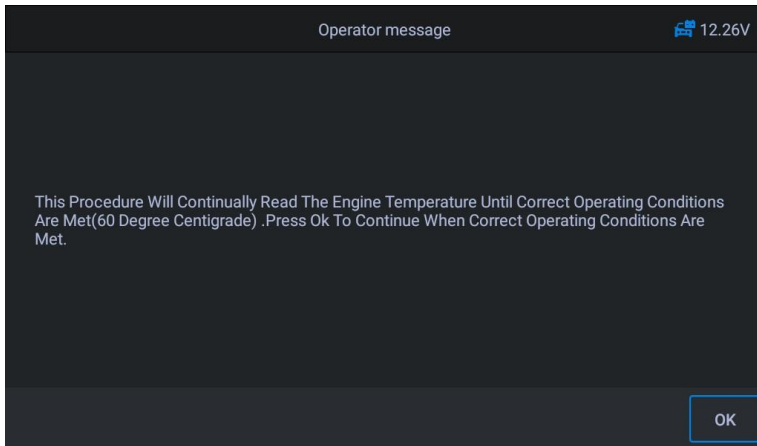 Operator message
12.26V
This Procedure Will Continually Read The Engine Temperature Until Correct Operating Conditions
Are Met(60 Degree Centigrade) .Press Ok To Continue When Correct Operating Conditions Are
Met.
OK